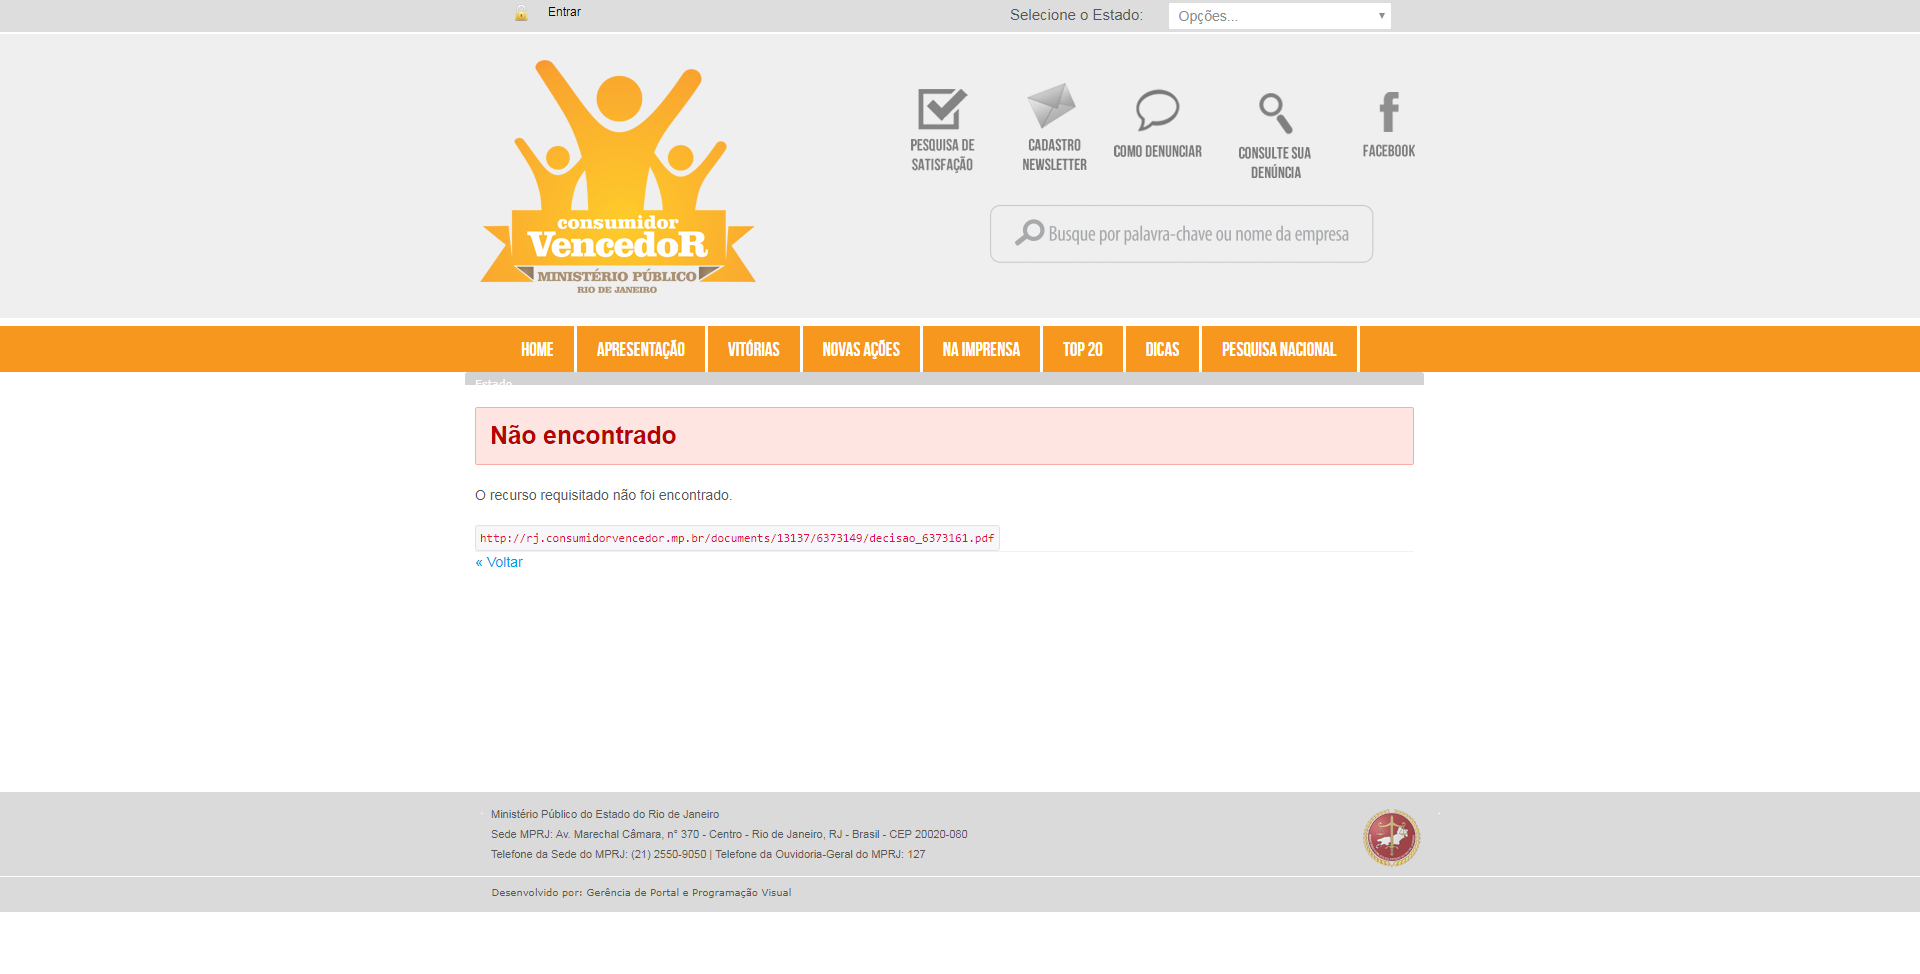 Entrar
Selecione o Estado:
Opções...
consumidor
VencedoR
MINISTÉRIO PÚBLICO
RIO DE JANEIRO
PESQUISA DE
SATISFAÇÃO
CADASTRO
NEWSLETTER
COMO DENUNCIAR
CONSULTE SUA
DENÚNCIA
FACEBOOK
Busque por palavra-chave ou nome da empresa
HOME
APRESENTAÇÃO
VITÓRIAS
NOVAS AÇÕES
NA IMPRENSA
TOP 20
DICAS
PESQUISA NACIONAL
Estado
Não encontrado
O recurso requisitado não foi encontrado.
http://rj.consumidorvencedor.mp.br/documents/13137/6373149/decisao_6373161.pdf
« Voltar
Ministério Público do Estado do Rio de Janeiro
Sede MPRJ: Av. Marechal Câmara, n° 370 - Centro - Rio de Janeiro, RJ - Brasil - CEP 20020-080
Telefone da Sede do MPRJ: (21) 2550-9050 | Telefone da Ouvidoria-Geral do MPRJ: 127
Desenvolvido por: Gerência de Portal e Programação Visual